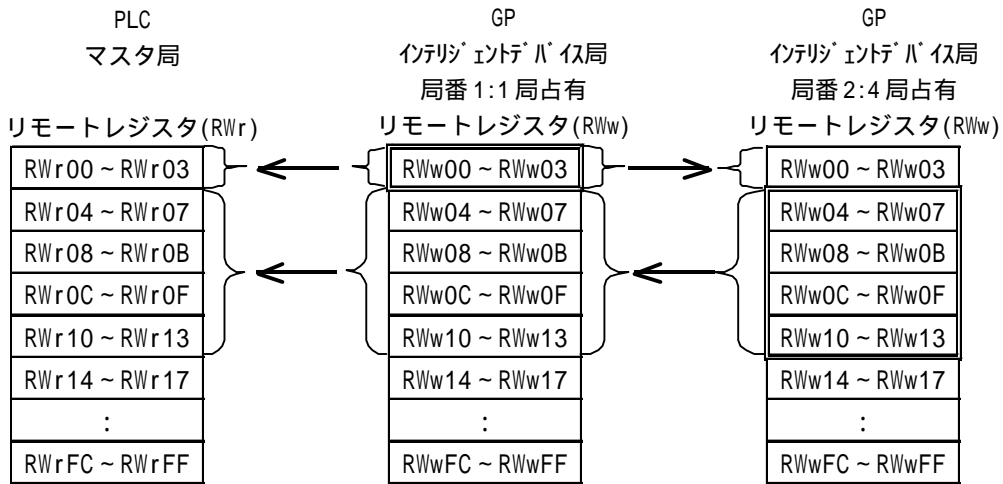 PLC
マスタ局
リモートレジスタ(RWr)
RWr00～RWr03
RWr04～RWr07
RWr08～RWr0B
RWr0C～RWr0F
RWr10～RWr13
RWr14～RWr17
:
RWrFC～RWrFF
GP
ｲﾝﾃﾘｼﾞｪﾝﾄﾃﾞﾊﾞｲｽ局
局番1:1局占有
リモートレジスタ(RWw)
RWw00～RWw03
RWw04～RWw07
RWw08～RWw0B
RWw0C～RWw0F
RWw10～RWw13
RWw14～RWw17
:
RWwFC～RWwFF
GP
ｲﾝﾃﾘｼﾞｪﾝﾄﾃﾞﾊﾞｲｽ局
局番2:4局占有
リモートレジスタ(RWw)
RWw00～RWw03
RWw04～RWw07
RWw08～RWw0B
RWw0C～RWw0F
RWw10～RWw13
RWw14～RWw17
:
RWwFC～RWwFF